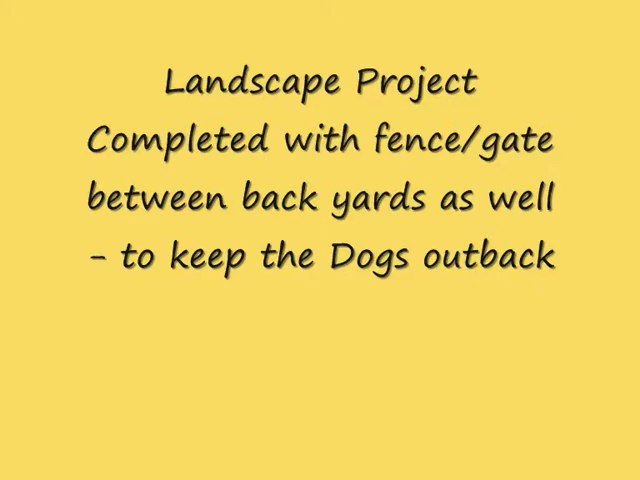 Landscape Project
Completed with fence/gate
between back yards as well
- to keep the Dogs outback